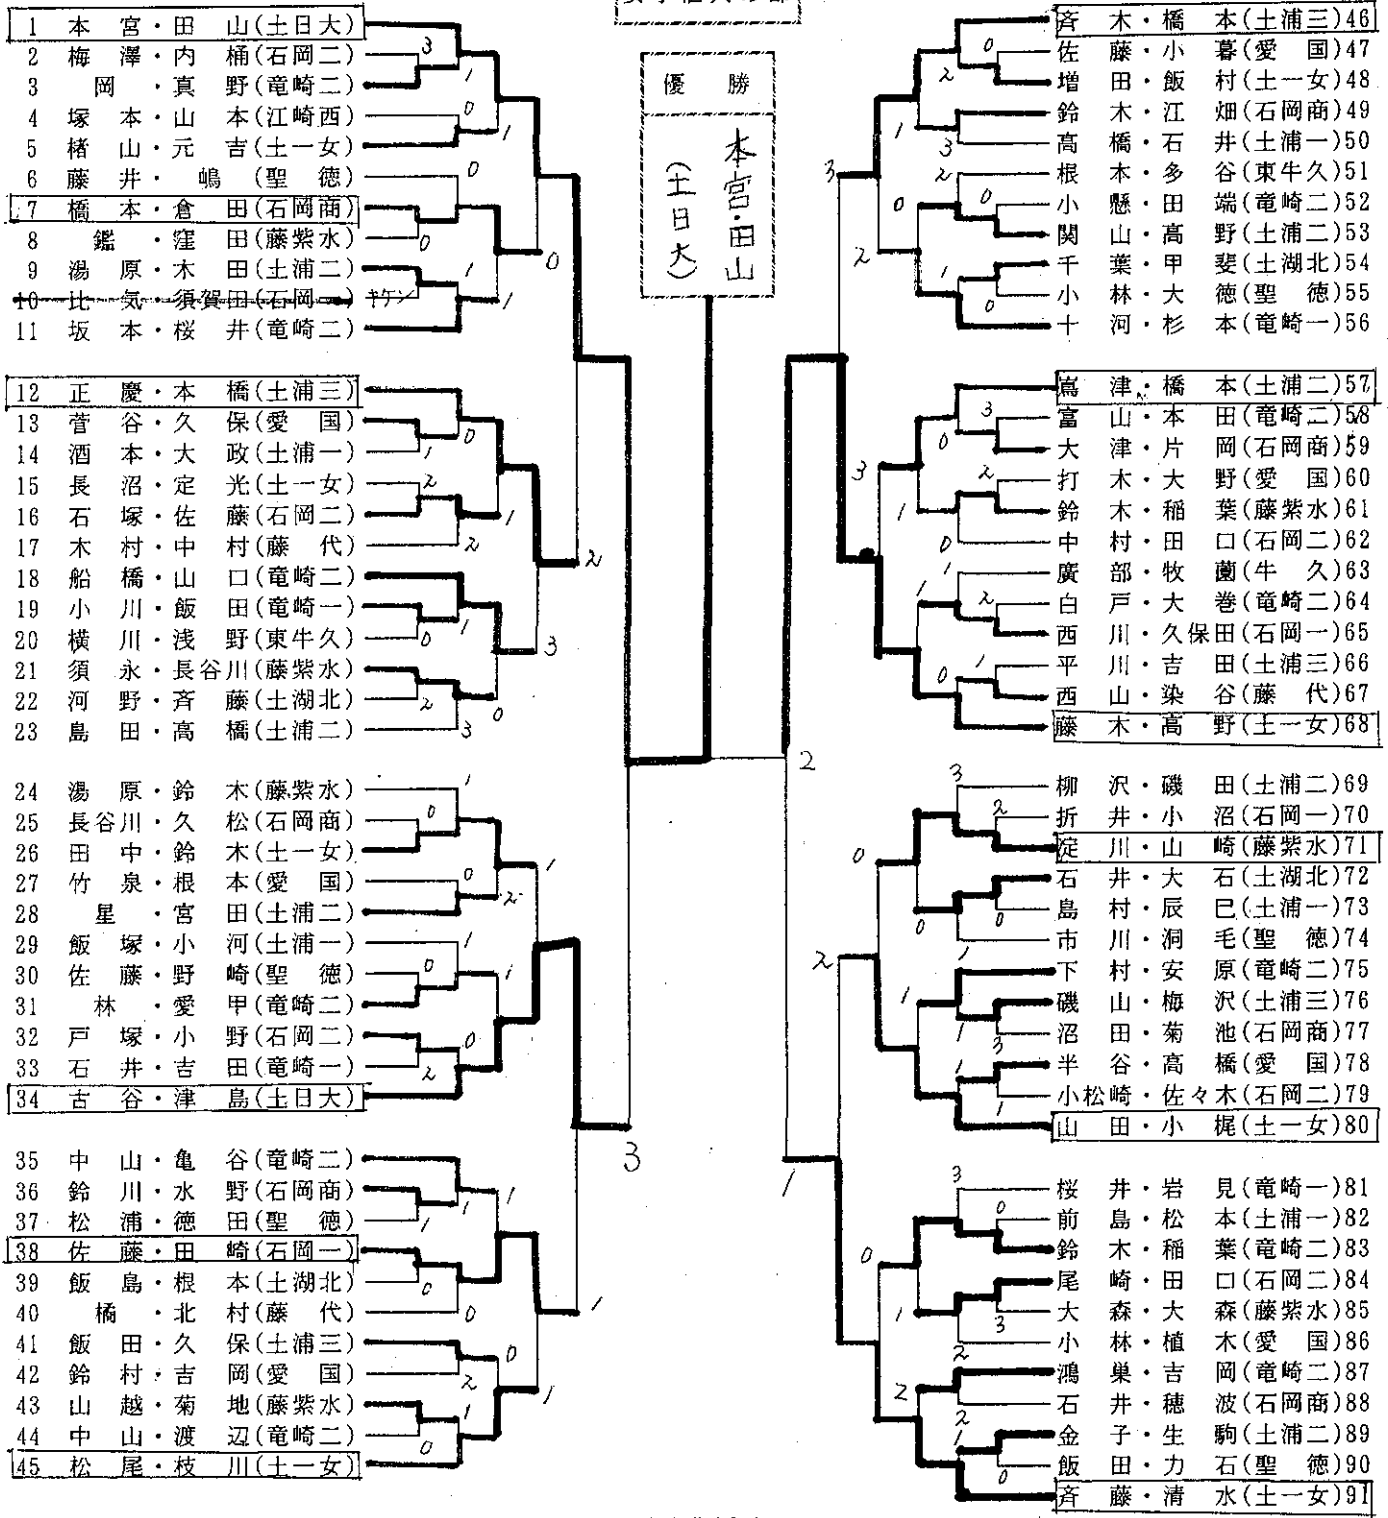 優勝
本宮・田山
(土日大)
1 本宮・田山(土日大)
2 梅澤・内桶(石岡二)
3 岡・真野(竜崎二)
4 塚本・山本(江崎西)
5 楮山・元吉(土一女)
6 藤井・嶋(聖徳)
7 橋本・倉田(石岡商)
8 鑑・窪田(藤紫水)
9 湯原・木田(土浦二)
10 比気・須賀田(石岡一) キケン
11 坂本・桜井(竜崎二)
12 正慶・本橋(土浦三)
13 菅谷・久保(愛国)
14 酒本・大政(土浦一)
15 長沼・定光(土一女)
16 石塚・佐藤(石岡二)
17 木村・中村(藤代)
18 船橋・山口(竜崎二)
19 小川・飯田(竜崎一)
20 横川・浅野(東牛久)
21 須永・長谷川(藤紫水)
22 河野・斉藤(土湖北)
23 島田・高橋(土浦二)
24 湯原・鈴木(藤紫水)
25 長谷川・久松(石岡商)
26 田中・鈴木(土一女)
27 竹泉・根本(愛国)
28 星・宮田(土浦二)
29 飯塚・小河(土浦一)
30 佐藤・野崎(聖徳)
31 林・愛甲(竜崎二)
32 戸塚・小野(石岡二)
33 石井・吉田(竜崎一)
34 古谷・津島(土日大)
35 中山・亀谷(竜崎二)
36 鈴川・水野(石岡商)
37 松浦・徳田(聖徳)
38 佐藤・田崎(石岡一)
39 飯島・根本(土湖北)
40 橘・北村(藤代)
41 飯田・久保(土浦三)
42 鈴村・吉岡(愛国)
43 山越・菊地(藤紫水)
44 中山・渡辺(竜崎二)
45 松尾・枝川(土一女)
斉木・橋本(土浦三)46
佐藤・小暮(愛国)47
増田・飯村(土一女)48
鈴木・江畑(石岡商)49
高橋・石井(土浦一)50
根本・多谷(東牛久)51
小懸・田端(竜崎二)52
関山・高野(土浦二)53
千葉・甲斐(土湖北)54
小林・大徳(聖徳)55
十河・杉本(竜崎一)56
嶌津・橋本(土浦二)57
富山・本田(竜崎二)58
大津・片岡(石岡商)59
打木・大野(愛国)60
鈴木・稲葉(藤紫水)61
中村・田口(石岡二)62
廣部・牧薗(牛久)63
白戸・大巻(竜崎二)64
西川・久保田(石岡一)65
平川・吉田(土浦三)66
西山・染谷(藤代)67
藤木・高野(土一女)68
柳沢・磯田(土浦二)69
折井・小沼(石岡一)70
淀川・山崎(藤紫水)71
石井・大石(土湖北)72
島村・辰巳(土浦一)73
市川・洞毛(聖徳)74
下村・安原(竜崎二)75
磯山・梅沢(土浦三)76
沼田・菊池(石岡商)77
半谷・高橋(愛国)78
小松崎・佐々木(石岡二)79
山田・小梶(土一女)80
桜井・岩見(竜崎一)81
前島・松本(土浦一)82
鈴木・稲葉(竜崎二)83
尾崎・田口(石岡二)84
大森・大森(藤紫水)85
小林・植木(愛国)86
鴻巣・吉岡(竜崎二)87
石井・穂波(石岡商)88
金子・生駒(土浦二)89
飯田・力石(聖徳)90
斉藤・清水(土一女)91